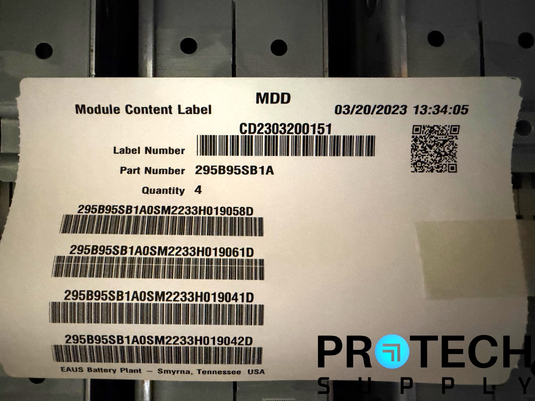 MDD
Module Content Label 03/20/2023 13:34:05
CD2303200151
Label Number
Part Number 295B95SB1A
Quantity 4
295B95SB1A0SM2233H019058D
295B95SB1A0SM2233H019061D
295B95SB1A0SM2233H019041D
295B95SB1A0SM2233H019042D
EAUS Battery Plant – Smyrna, Tennessee USA
PROTECH
SUPPLY